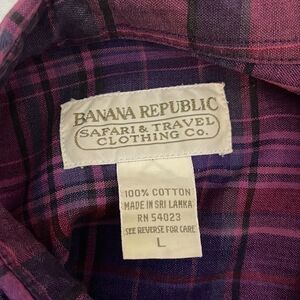 BANANA REPUBLIC
SAFARI & TRAVEL
CLOTHING Co.
100% COTTON
MADE IN SRI LANKA
RN 54023
SEE REVERSE FOR CARE
L